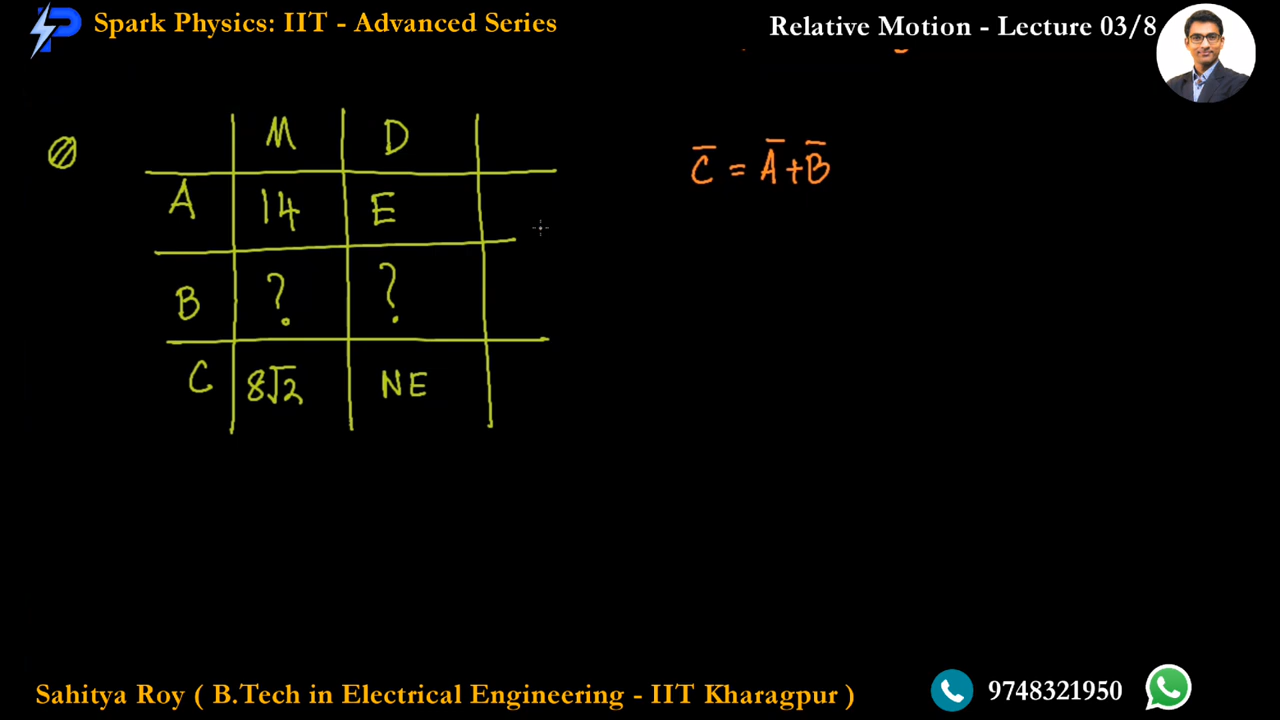 Spark Physics: IIT - Advanced Series
Relative Motion - Lecture 03/8
M D
A 14 E
B ? ?
C 8√2 NE
C̅ = A̅ + B̅
Sahitya Roy ( B.Tech in Electrical Engineering - IIT Kharagpur )
9748321950